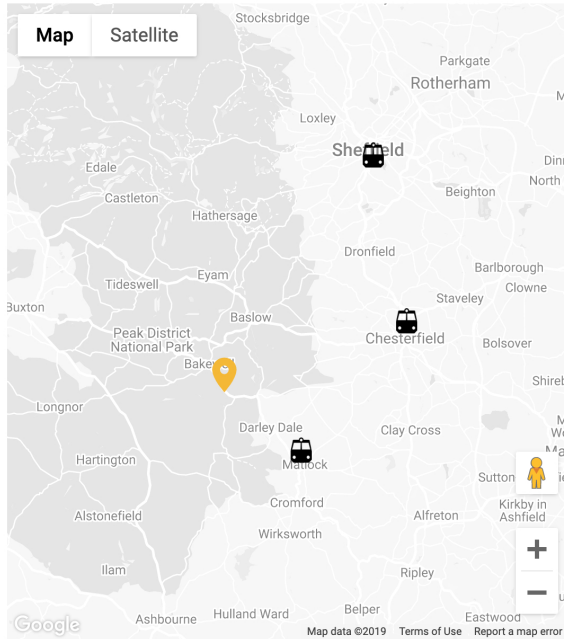 Map
Satellite
Stocksbridge
Parkgate
Rotherham
Loxley
Edale
Castleton
Hathersage
North
Beighton
Dronfield
Eyam
Tideswell
Barlborough
Clowne
Staveley
Buxton
Baslow
Peak District
National Park
Chesterfield
Bolsover
Longnor
Darley Dale
Clay Cross
Hartington
Matlock
Sutton
Cromford
Kirkby in
Ashfield
Alstonefield
Alfreton
Wirksworth
Ilam
Ripley
Ashbourne
Hulland Ward
Belper
Eastwood
Google
Map data ©2019
Terms of Use
Report a map error